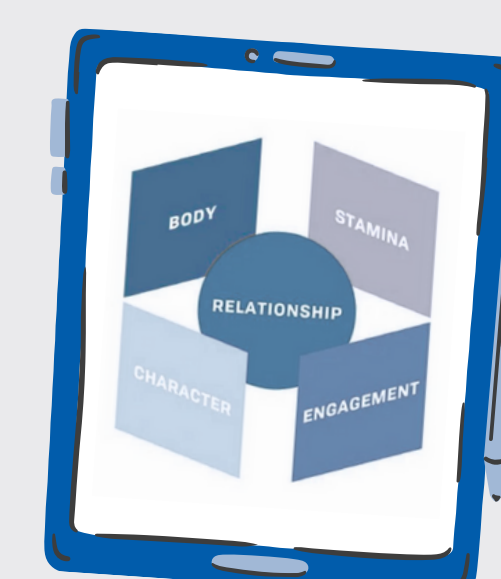 BODY
STAMINA
RELATIONSHIP
CHARACTER
ENGAGEMENT